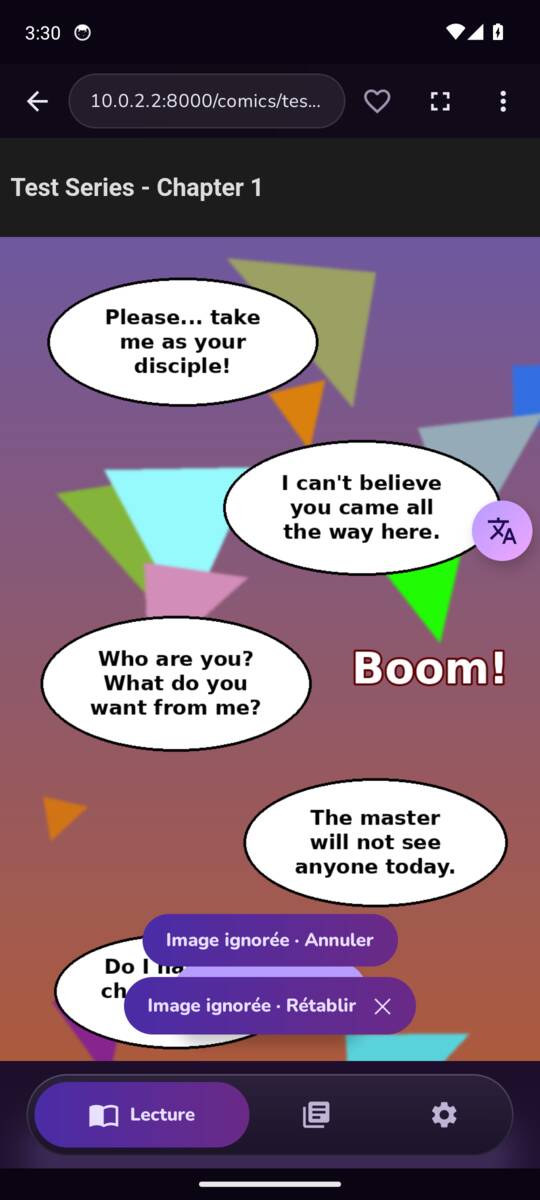 3:30
10.0.2.2:8000/comics/tes...
Test Series - Chapter 1
Please... take
me as your
disciple!
I can't believe
you came all
the way here.
Who are you?
What do you
want from me?
Boom!
The master
will not see
anyone today.
Do I
Image ignorée · Annuler
Image ignorée · Rétablir
Lecture